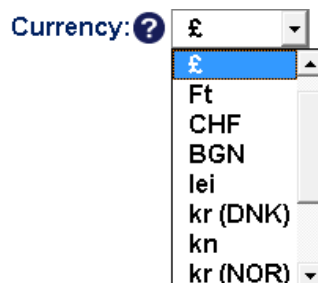 Currency: ? £
£
Ft
CHF
BGN
lei
kr (DNK)
kn
kr (NOR)